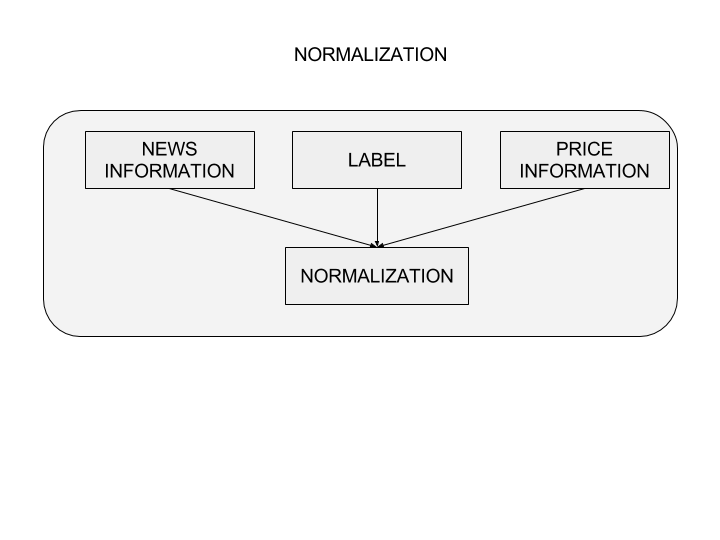 NORMALIZATION
NEWS
INFORMATION
LABEL
PRICE
INFORMATION
NORMALIZATION